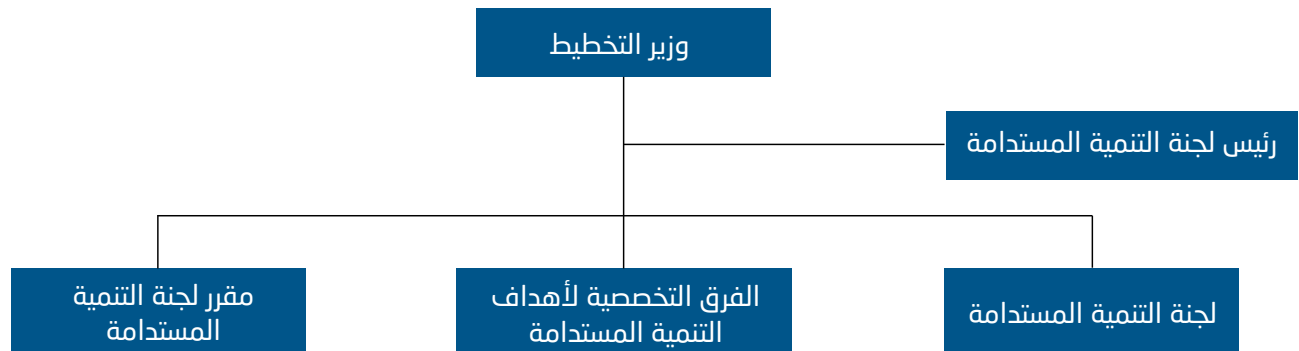 وزير التخطيط
رئيس لجنة التنمية المستدامة
لجنة التنمية المستدامة
الفرق التخصصية لأهداف
التنمية المستدامة
مقرر لجنة التنمية
المستدامة